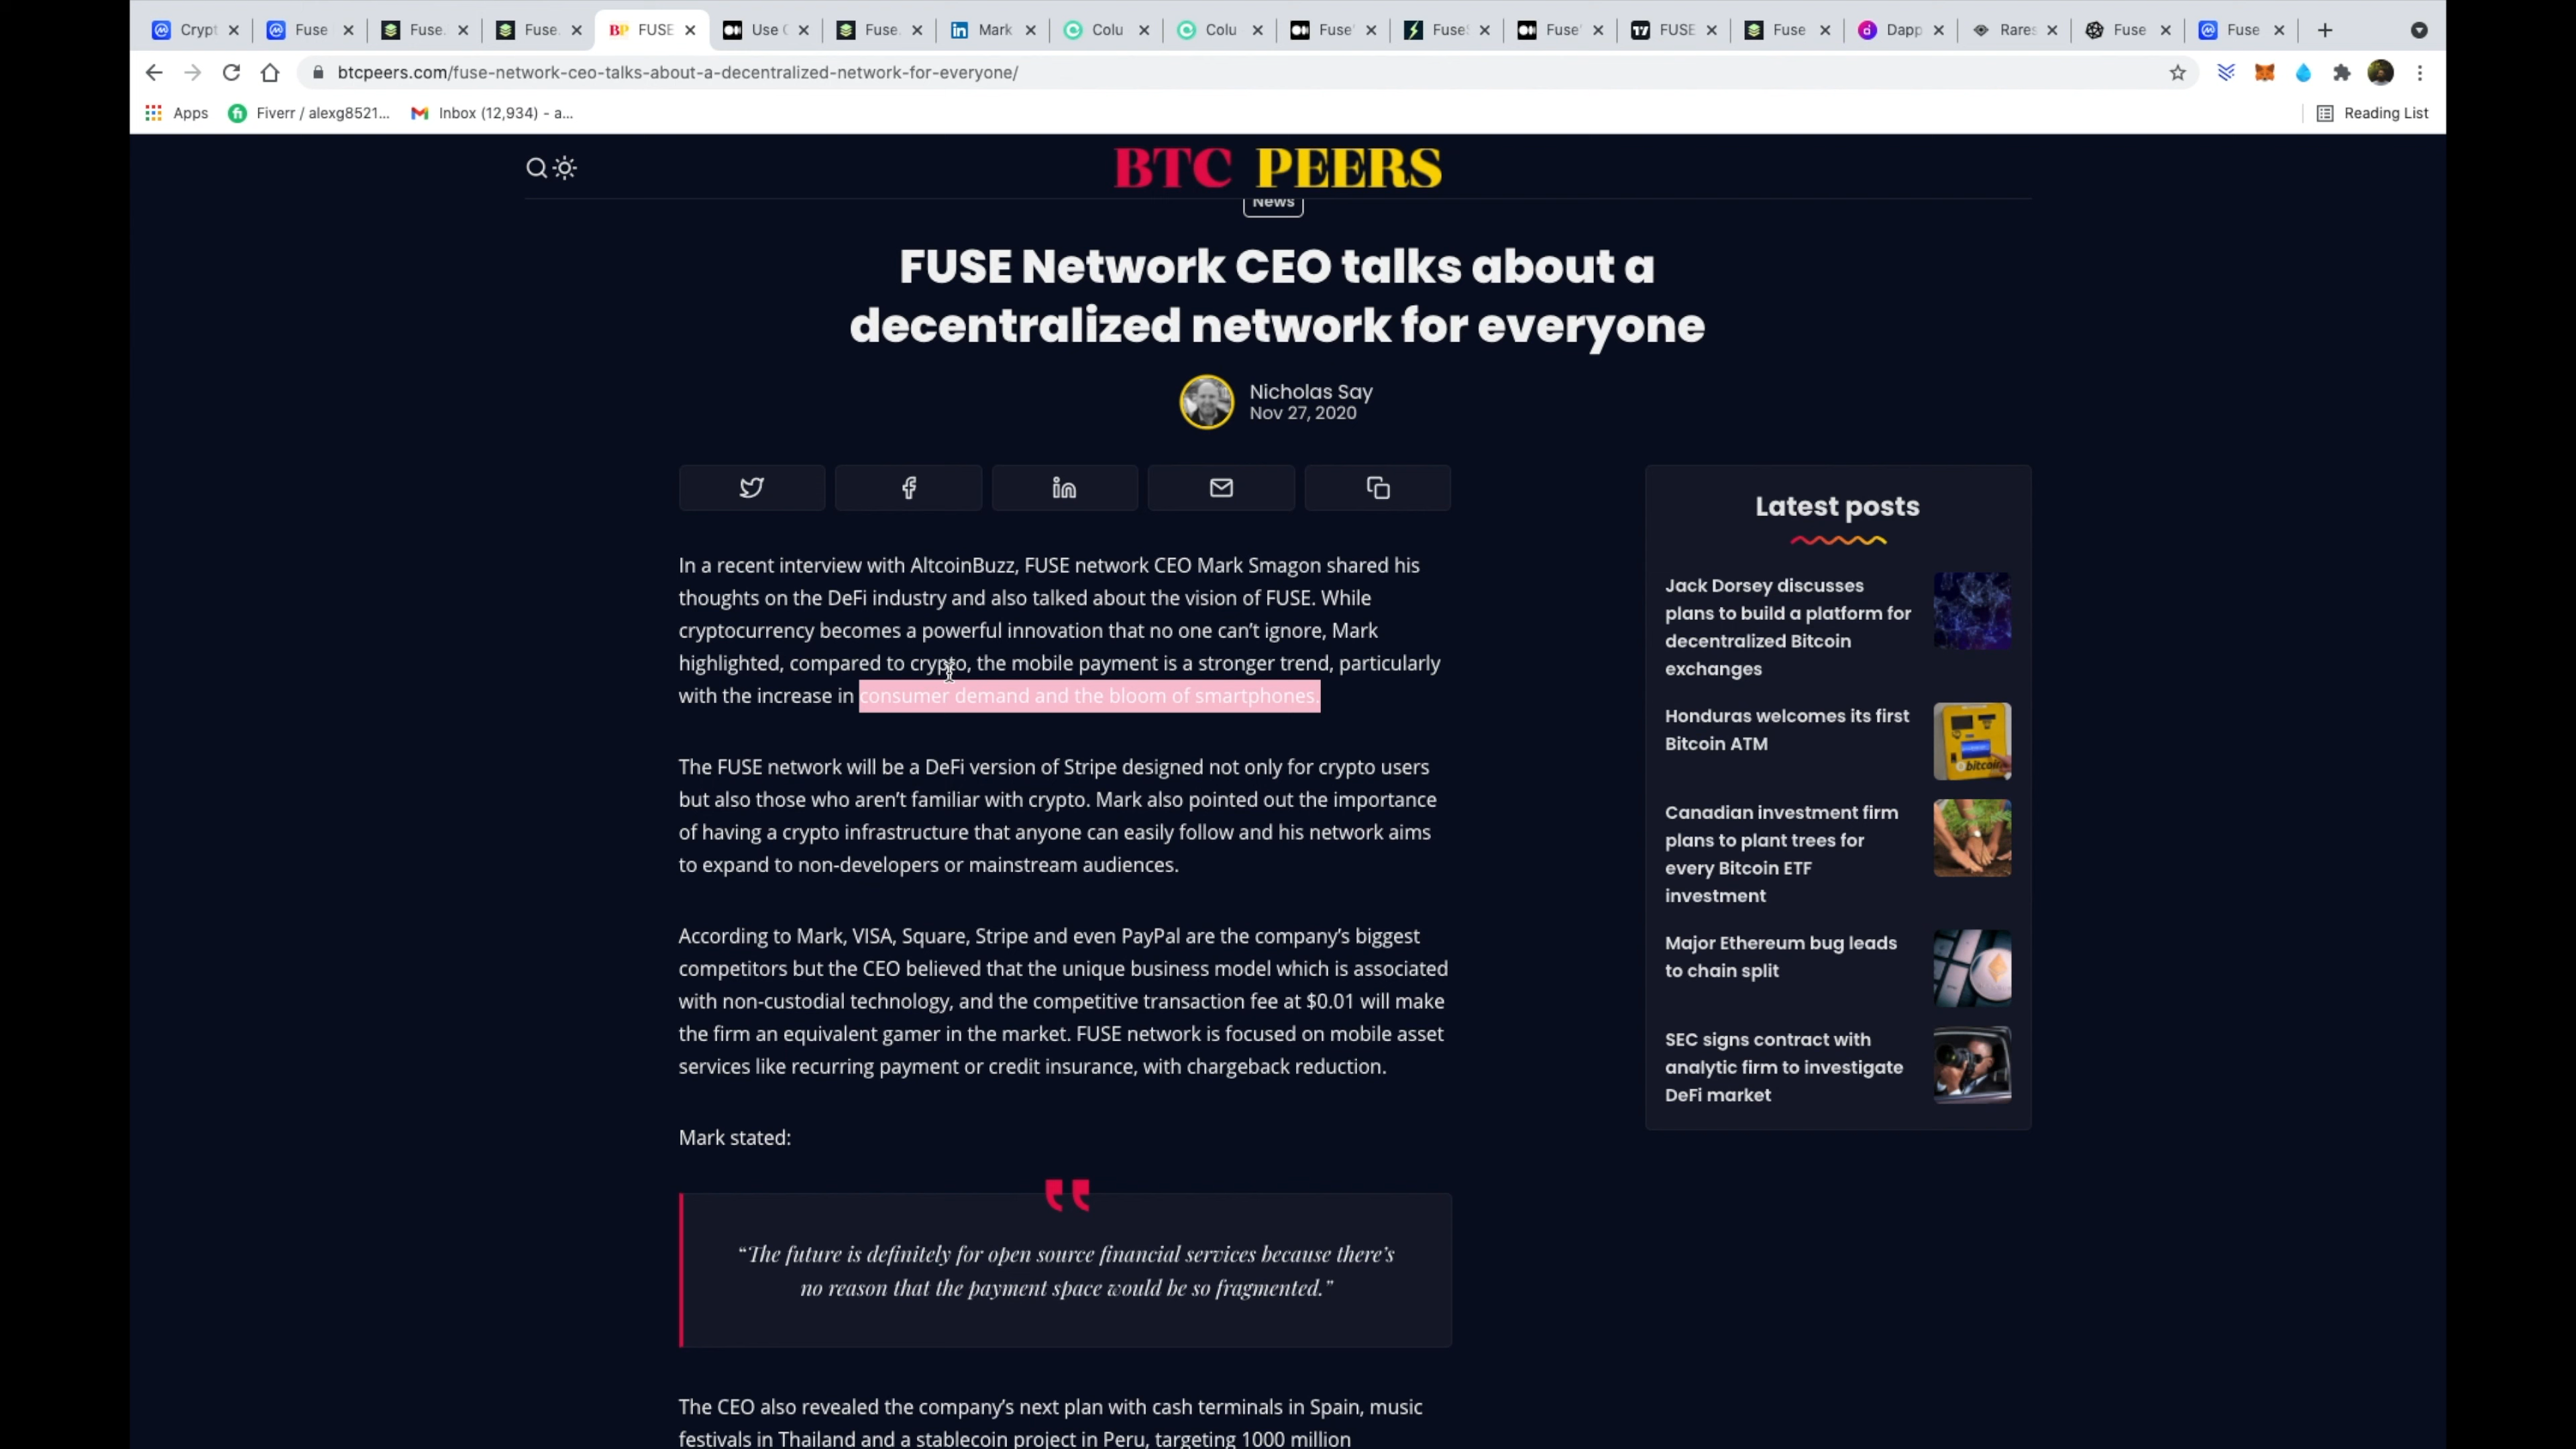 Crypt
Fuse
Fuse.
Fuse
BP FUSE
Use
Fuse.
Mark
Colu
Colu
Fuse'
Fuse
Fuse'
FUSE
Fuse
Dapp
Rares
Fuse
Fuse
btcpeers.com/fuse-network-ceo-talks-about-a-decentralized-network-for-everyone/
Apps
Fiverr / alexg8521...
Inbox (12,934) - a...
Reading List
BTC PEERS
News
FUSE Network CEO talks about a
decentralized network for everyone
Nicholas Say
Nov 27, 2020
In a recent interview with AltcoinBuzz, FUSE network CEO Mark Smagon shared his
thoughts on the DeFi industry and also talked about the vision of FUSE. While
cryptocurrency becomes a powerful innovation that no one can't ignore, Mark
highlighted, compared to crypto, the mobile payment is a stronger trend, particularly
with the increase in consumer demand and the bloom of smartphones.
The FUSE network will be a DeFi version of Stripe designed not only for crypto users
but also those who aren't familiar with crypto. Mark also pointed out the importance
of having a crypto infrastructure that anyone can easily follow and his network aims
to expand to non-developers or mainstream audiences.
According to Mark, VISA, Square, Stripe and even PayPal are the company's biggest
competitors but the CEO believed that the unique business model which is associated
with non-custodial technology, and the competitive transaction fee at $0.01 will make
the firm an equivalent gamer in the market. FUSE network is focused on mobile asset
services like recurring payment or credit insurance, with chargeback reduction.
Mark stated:
“The future is definitely for open source financial services because there's
no reason that the payment space would be so fragmented.”
The CEO also revealed the company's next plan with cash terminals in Spain, music
festivals in Thailand and a stablecoin project in Peru, targeting 1000 million
Latest posts
Jack Dorsey discusses
plans to build a platform for
decentralized Bitcoin
exchanges
Honduras welcomes its first
Bitcoin ATM
bitcoin
Canadian investment firm
plans to plant trees for
every Bitcoin ETF
investment
Major Ethereum bug leads
to chain split
SEC signs contract with
analytic firm to investigate
DeFi market